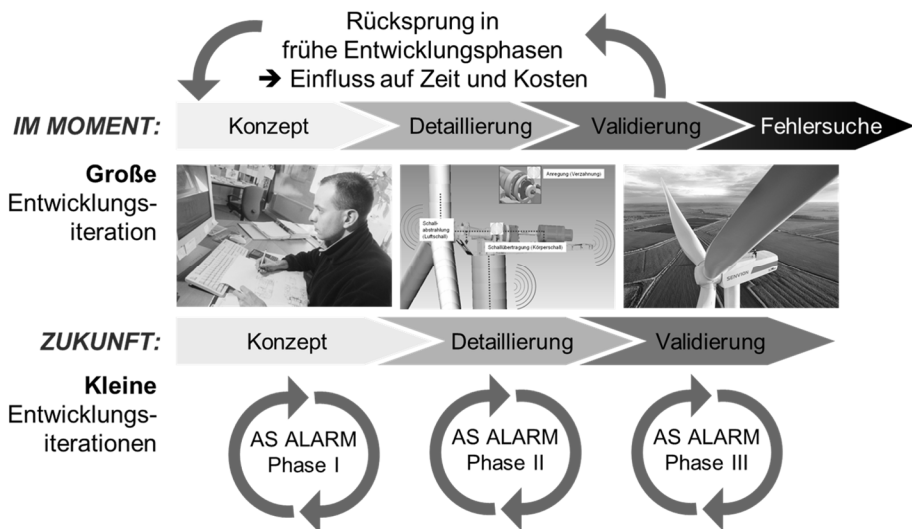 Rücksprung in
frühe Entwicklungsphasen
➔ Einfluss auf Zeit und Kosten
IM MOMENT:
Konzept
Detaillierung
Validierung
Fehlersuche
Große
Entwicklungs-
iteration
Anregung (Verzahnung)
Schall-
abstrahlung
(Luftschall)
Schallübertragung (Körperschall)
SENVION
ZUKUNFT:
Konzept
Detaillierung
Validierung
Kleine
Entwicklungs-
iterationen
AS ALARM
Phase I
AS ALARM
Phase II
AS ALARM
Phase III